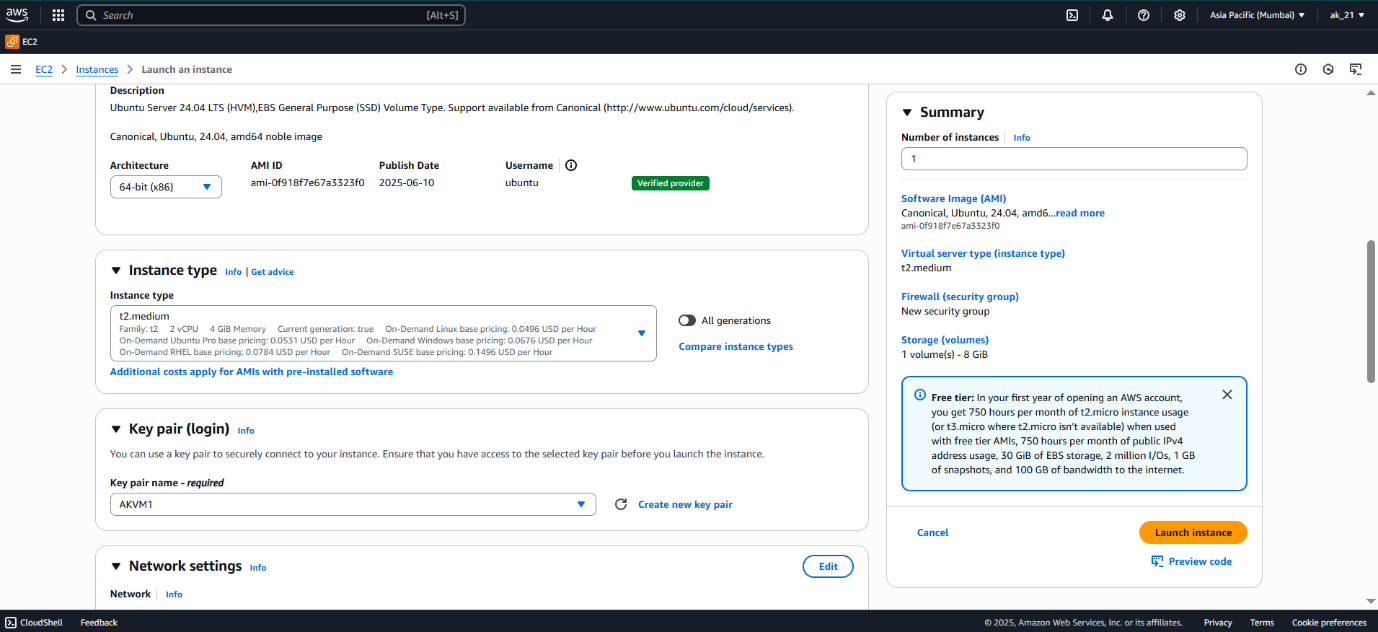 aws
Search [Alt+S]
Asia Pacific (Mumbai) ▼ ak_21 ▼
EC2
EC2 > Instances > Launch an instance
Description
Ubuntu Server 24.04 LTS (HVM),EBS General Purpose (SSD) Volume Type. Support available from Canonical (http://www.ubuntu.com/cloud/services).
Canonical, Ubuntu, 24.04, amd64 noble image
Architecture AMI ID Publish Date Username
64-bit (x86) ami-0f918f7e67a3323f0 2025-06-10 ubuntu Verified provider
Instance type Info | Get advice
Instance type
t2.medium
Family: t2 2 vCPU 4 GiB Memory Current generation: true On-Demand Linux base pricing: 0.0496 USD per Hour
On-Demand Ubuntu Pro base pricing: 0.0531 USD per Hour On-Demand Windows base pricing: 0.0676 USD per Hour
On-Demand RHEL base pricing: 0.0784 USD per Hour On-Demand SUSE base pricing: 0.1496 USD per Hour
All generations
Compare instance types
Additional costs apply for AMIs with pre-installed software
Key pair (login) Info
You can use a key pair to securely connect to your instance. Ensure that you have access to the selected key pair before you launch the instance.
Key pair name - required
AKVM1
Create new key pair
Network settings Info
Edit
Network Info
Summary
Number of instances Info
1
Software Image (AMI)
Canonical, Ubuntu, 24.04, amd6...read more
ami-0f918f7e67a3323f0
Virtual server type (instance type)
t2.medium
Firewall (security group)
New security group
Storage (volumes)
1 volume(s) - 8 GiB
Free tier: In your first year of opening an AWS account,
you get 750 hours per month of t2.micro instance usage
(or t3.micro where t2.micro isn't available) when used
with free tier AMIs, 750 hours per month of public IPv4
address usage, 30 GiB of EBS storage, 2 million I/Os, 1 GB
of snapshots, and 100 GB of bandwidth to the internet.
Cancel Launch instance
Preview code
CloudShell Feedback © 2025, Amazon Web Services, Inc. or its affiliates. Privacy Terms Cookie preferences